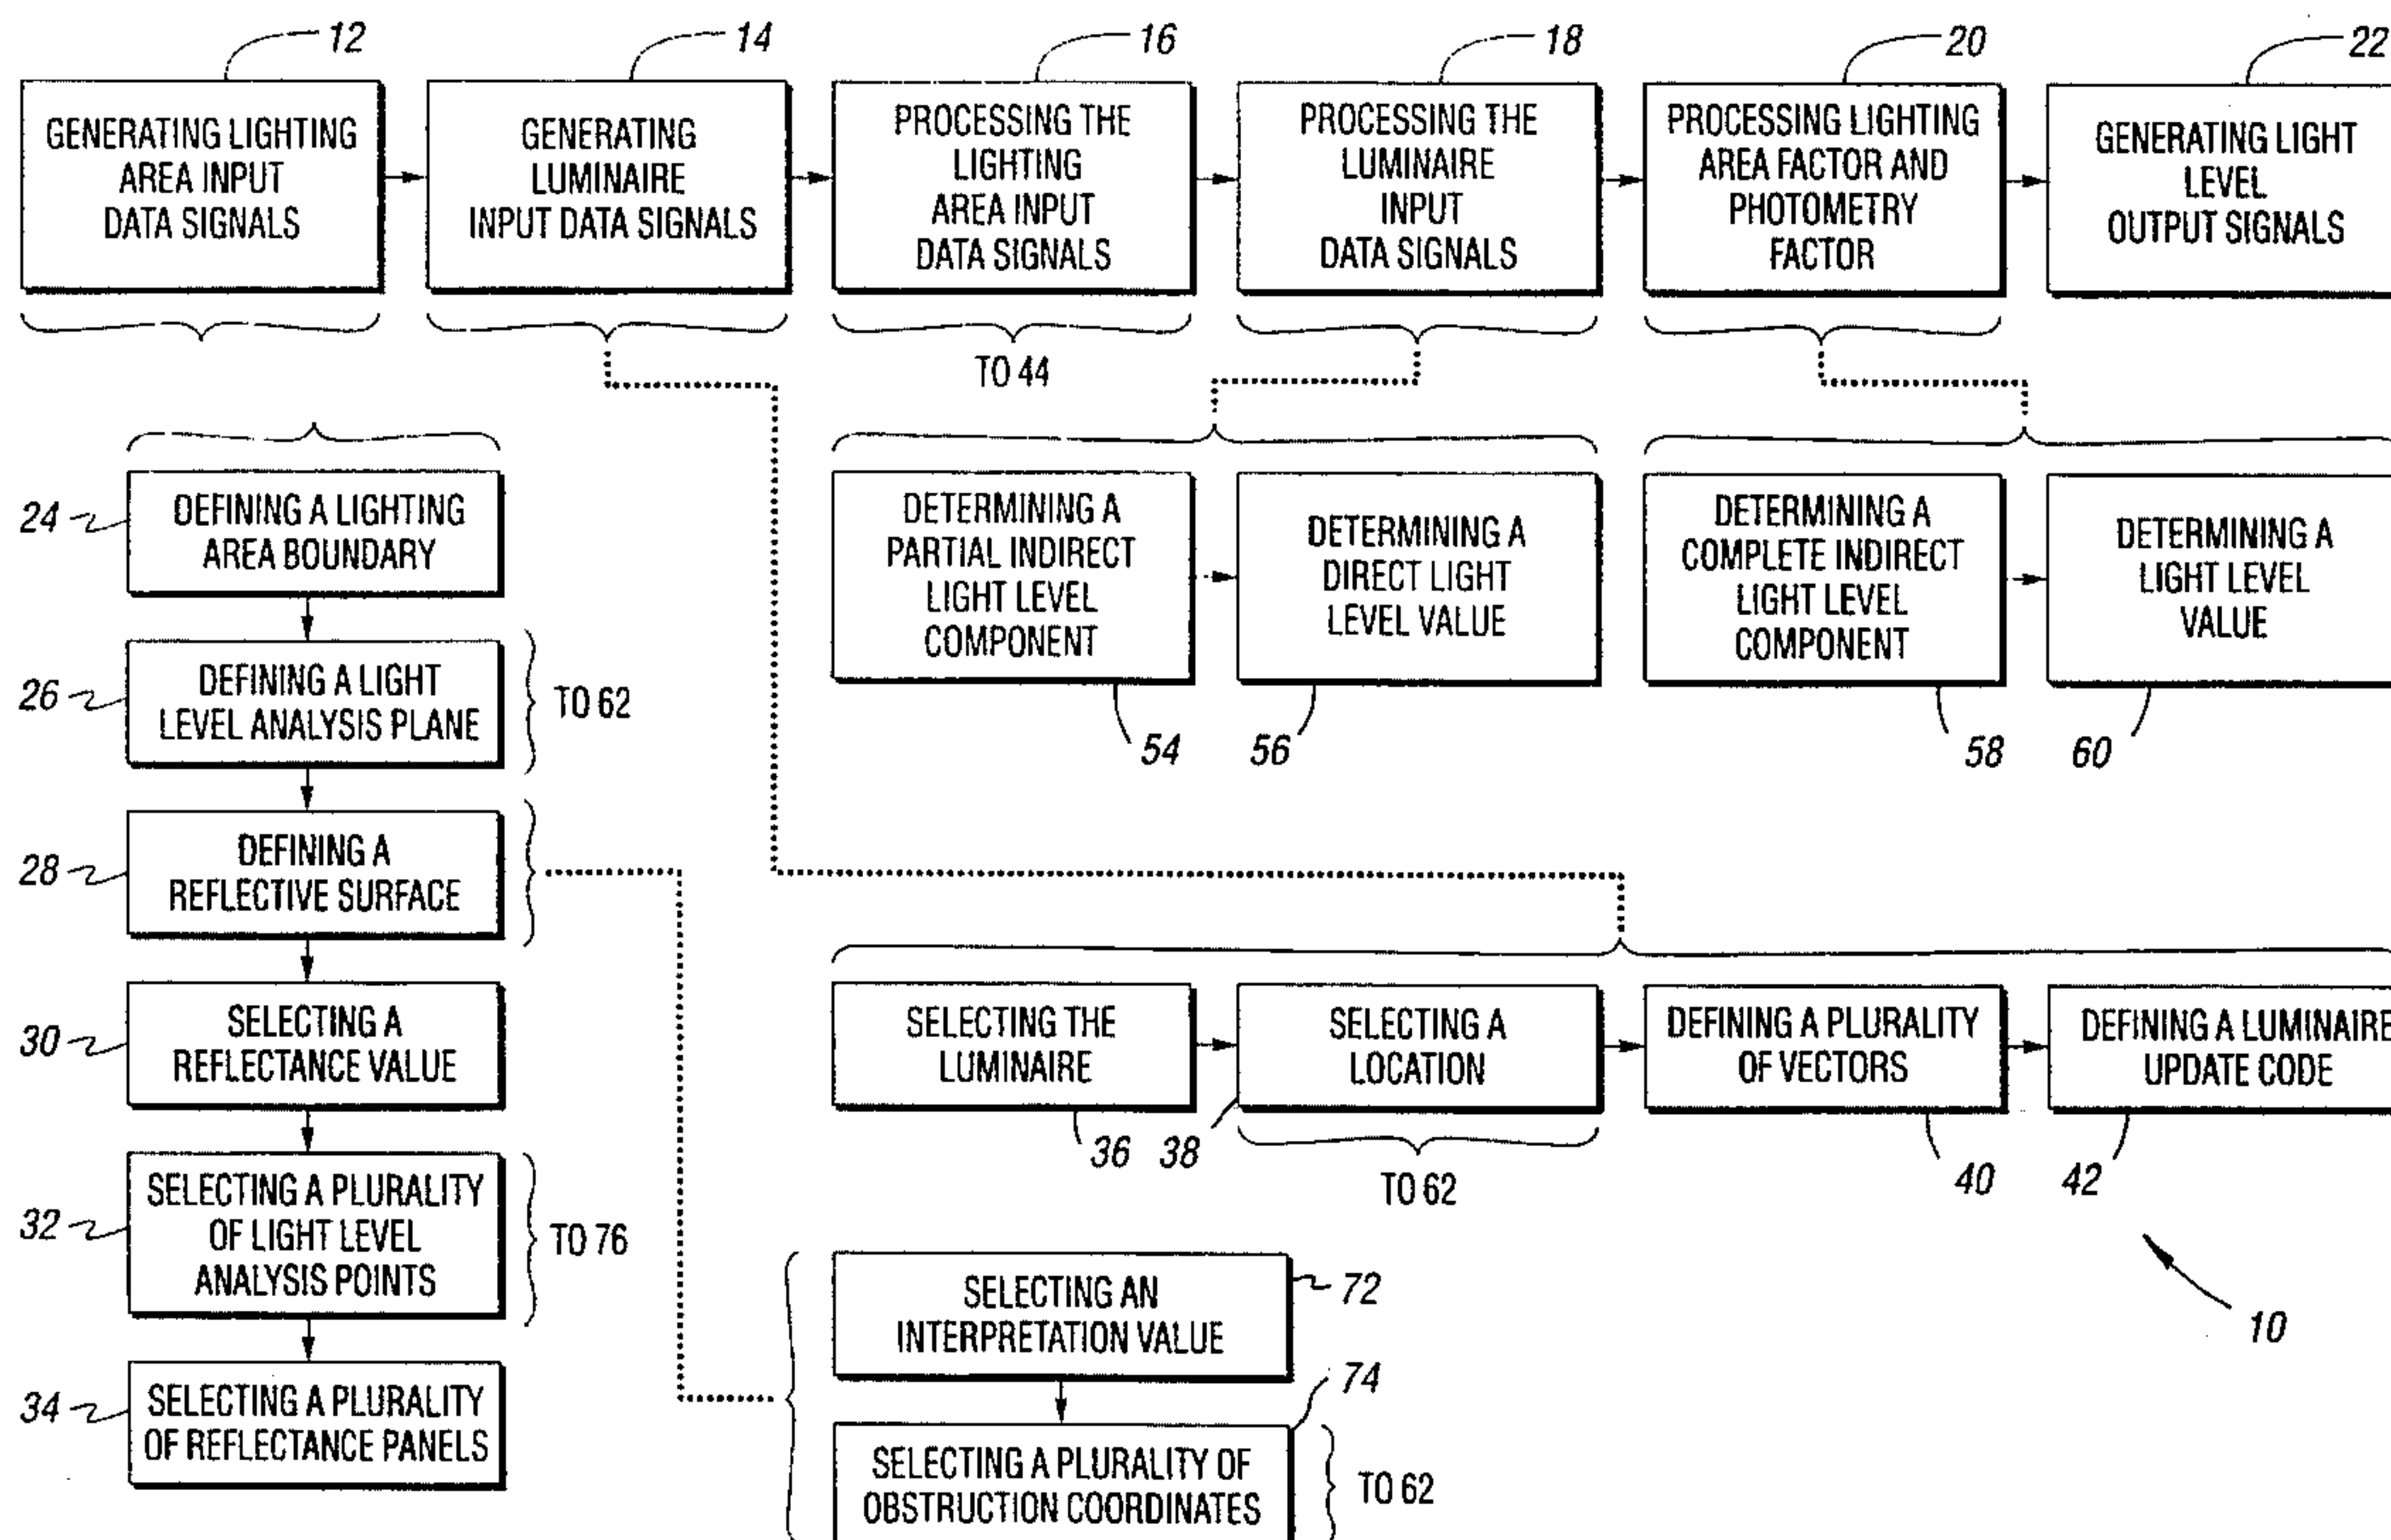 12
14
16
18
20
22
GENERATING LIGHTING
AREA INPUT
DATA SIGNALS
GENERATING
LUMINAIRE
INPUT DATA SIGNALS
PROCESSING THE
LIGHTING
AREA INPUT
DATA SIGNALS
PROCESSING THE
LUMINAIRE
INPUT
DATA SIGNALS
PROCESSING LIGHTING
AREA FACTOR AND
PHOTOMETRY
FACTOR
GENERATING LIGHT
LEVEL
OUTPUT SIGNALS
TO 44
24
DEFINING A LIGHTING
AREA BOUNDARY
26
DEFINING A LIGHT
LEVEL ANALYSIS PLANE
TO 62
28
DEFINING A
REFLECTIVE SURFACE
30
SELECTING A
REFLECTANCE VALUE
32
SELECTING A PLURALITY
OF LIGHT LEVEL
ANALYSIS POINTS
TO 76
34
SELECTING A PLURALITY
OF REFLECTANCE PANELS
DETERMINING A
PARTIAL INDIRECT
LIGHT LEVEL
COMPONENT
54
DETERMINING A
DIRECT LIGHT
LEVEL VALUE
56
DETERMINING A
COMPLETE INDIRECT
LIGHT LEVEL
COMPONENT
58
DETERMINING A
LIGHT LEVEL
VALUE
60
SELECTING THE
LUMINAIRE
36
SELECTING A
LOCATION
38
TO 62
DEFINING A PLURALITY
OF VECTORS
40
DEFINING A LUMINAIRE
UPDATE CODE
42
10
SELECTING AN
INTERPRETATION VALUE
72
SELECTING A PLURALITY OF
OBSTRUCTION COORDINATES
74
TO 62